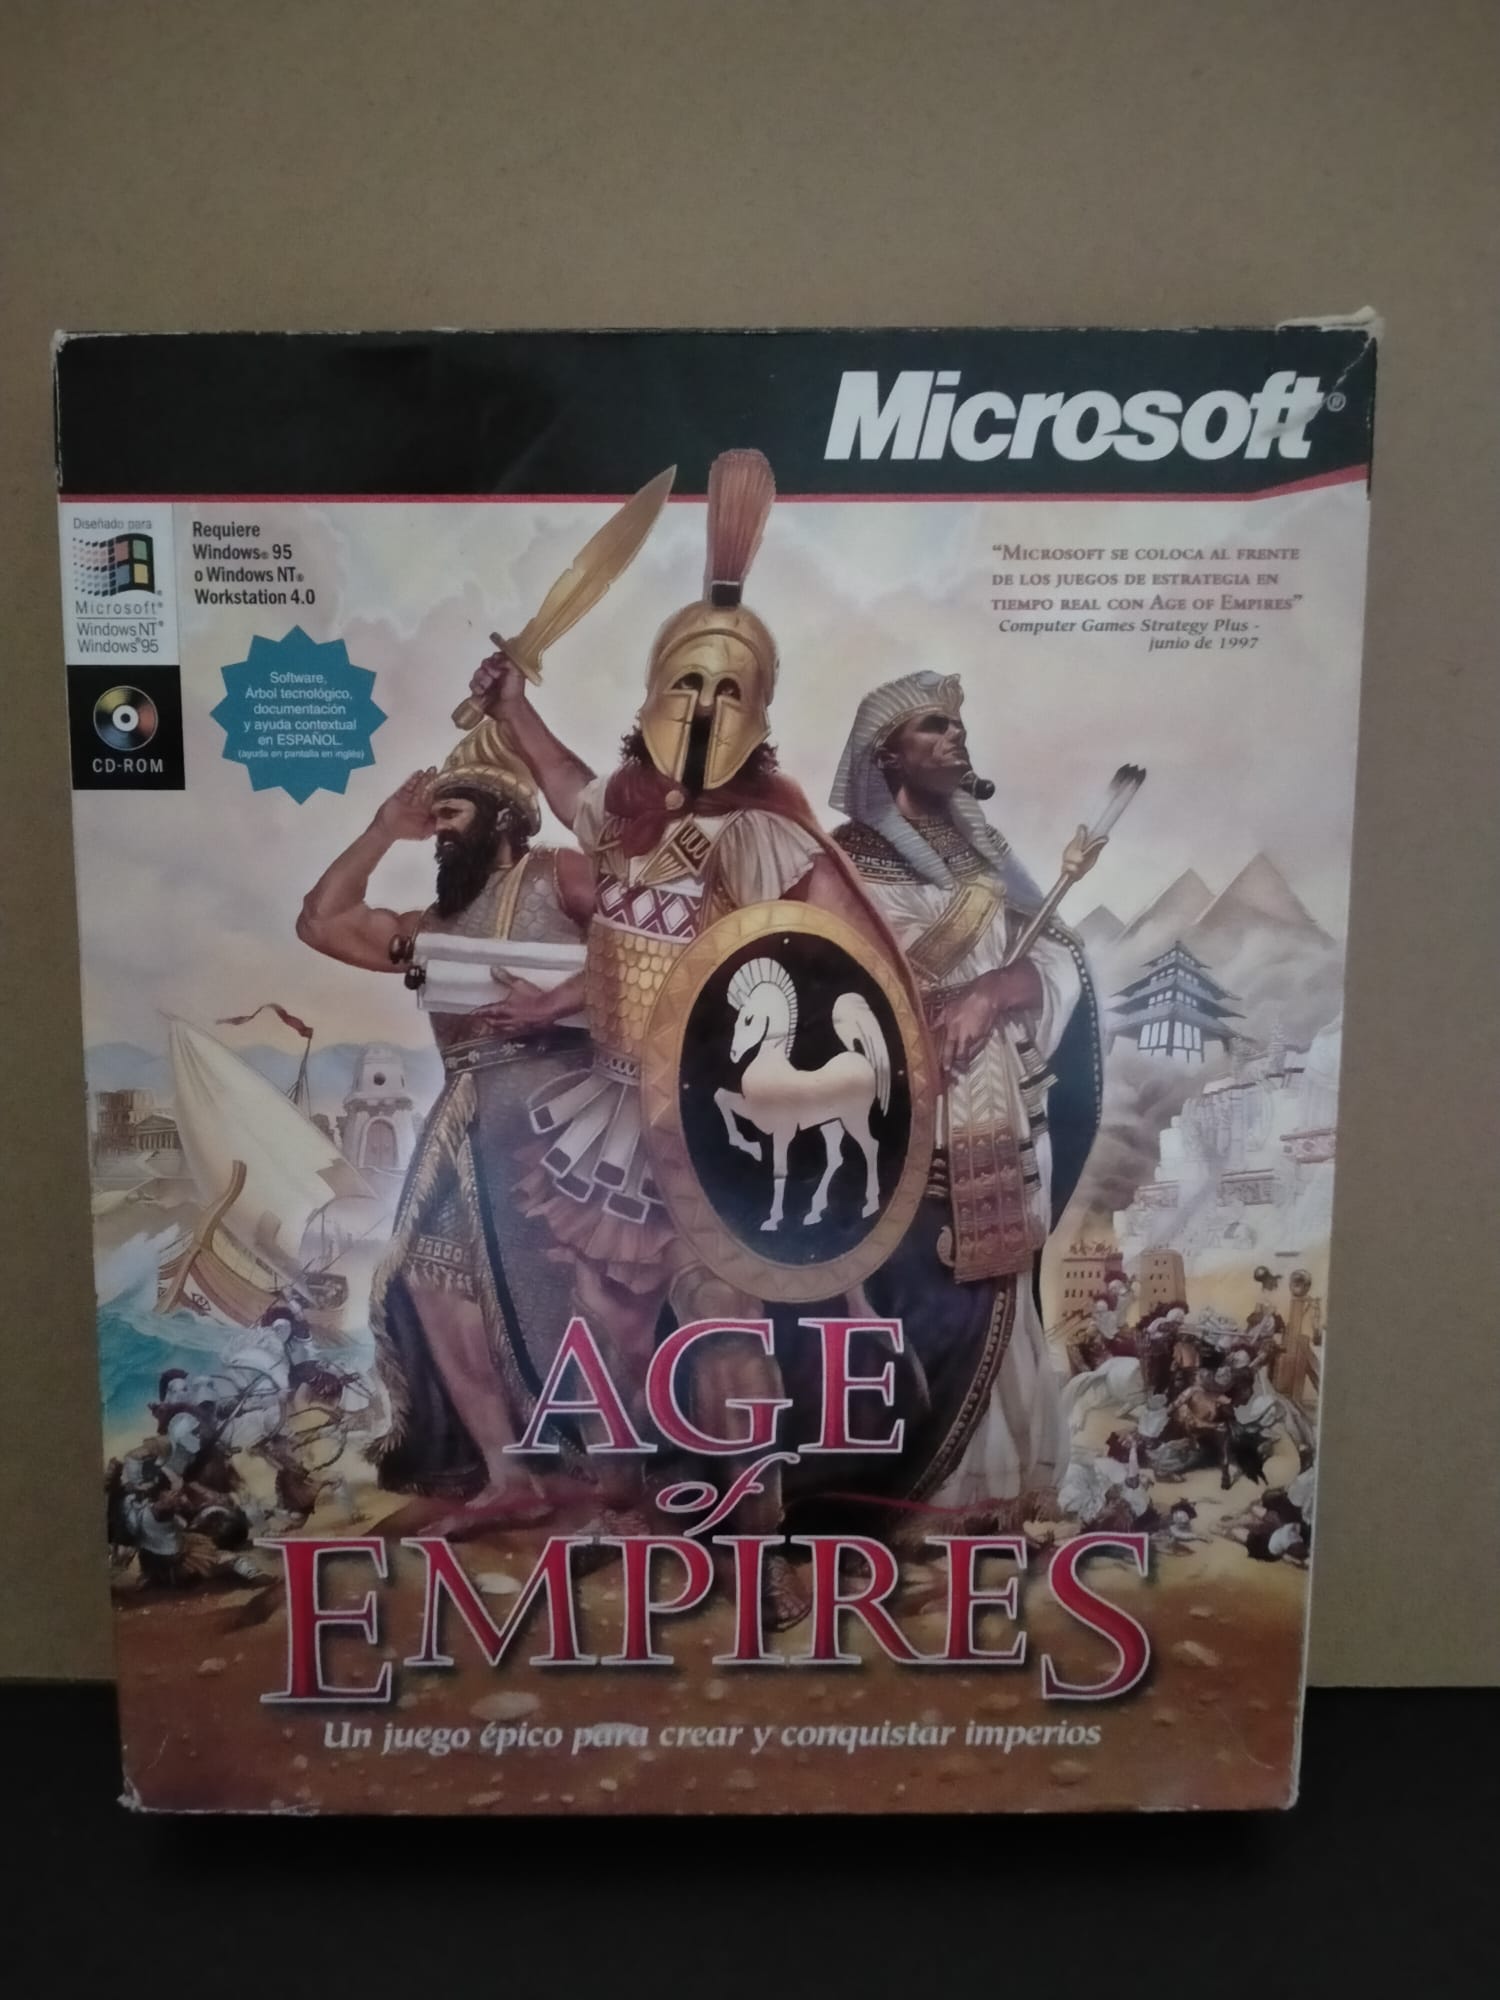 Microsoft®
Diseñado para
Microsoft®
Windows NT®
Windows®95
CD-ROM
Requiere
Windows® 95
o Windows NT®
Workstation 4.0
Software,
Árbol tecnológico,
documentación
y ayuda contextual
en ESPAÑOL.
(ayuda en pantalla en inglés)
“MICROSOFT SE COLOCA AL FRENTE
DE LOS JUEGOS DE ESTRATEGIA EN
TIEMPO REAL CON AGE OF EMPIRES”
Computer Games Strategy Plus -
junio de 1997
AGE
of
EMPIRES
Un juego épico para crear y conquistar imperios